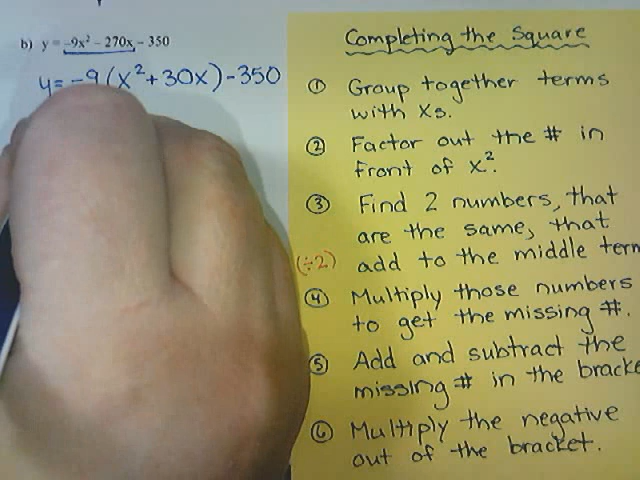 b) y = -9x² - 270x - 350
y = -9(x² + 30x) - 350
Completing the Square
① Group together terms
with Xs.
② Factor out the # in
front of x².
③ Find 2 numbers, that
are the same, that
(÷2) add to the middle term
④ Multiply those numbers
to get the missing #.
⑤ Add and subtract the
missing # in the bracke
⑥ Multiply the negative
out of the bracket.